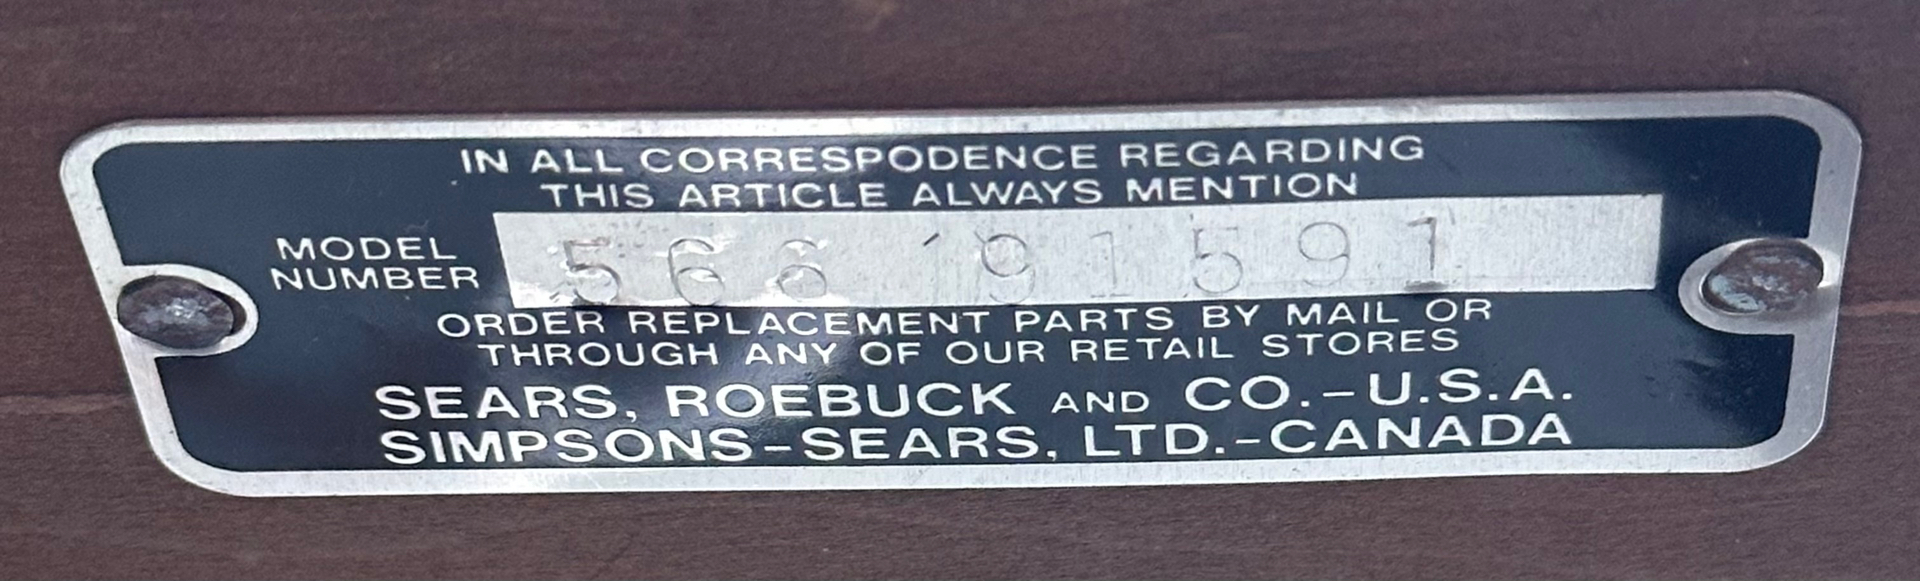 IN ALL CORRESPODENCE REGARDING
THIS ARTICLE ALWAYS MENTION
MODEL NUMBER 566 91591
ORDER REPLACEMENT PARTS BY MAIL OR
THROUGH ANY OF OUR RETAIL STORES
SEARS, ROEBUCK AND CO.-U.S.A.
SIMPSONS-SEARS, LTD.-CANADA